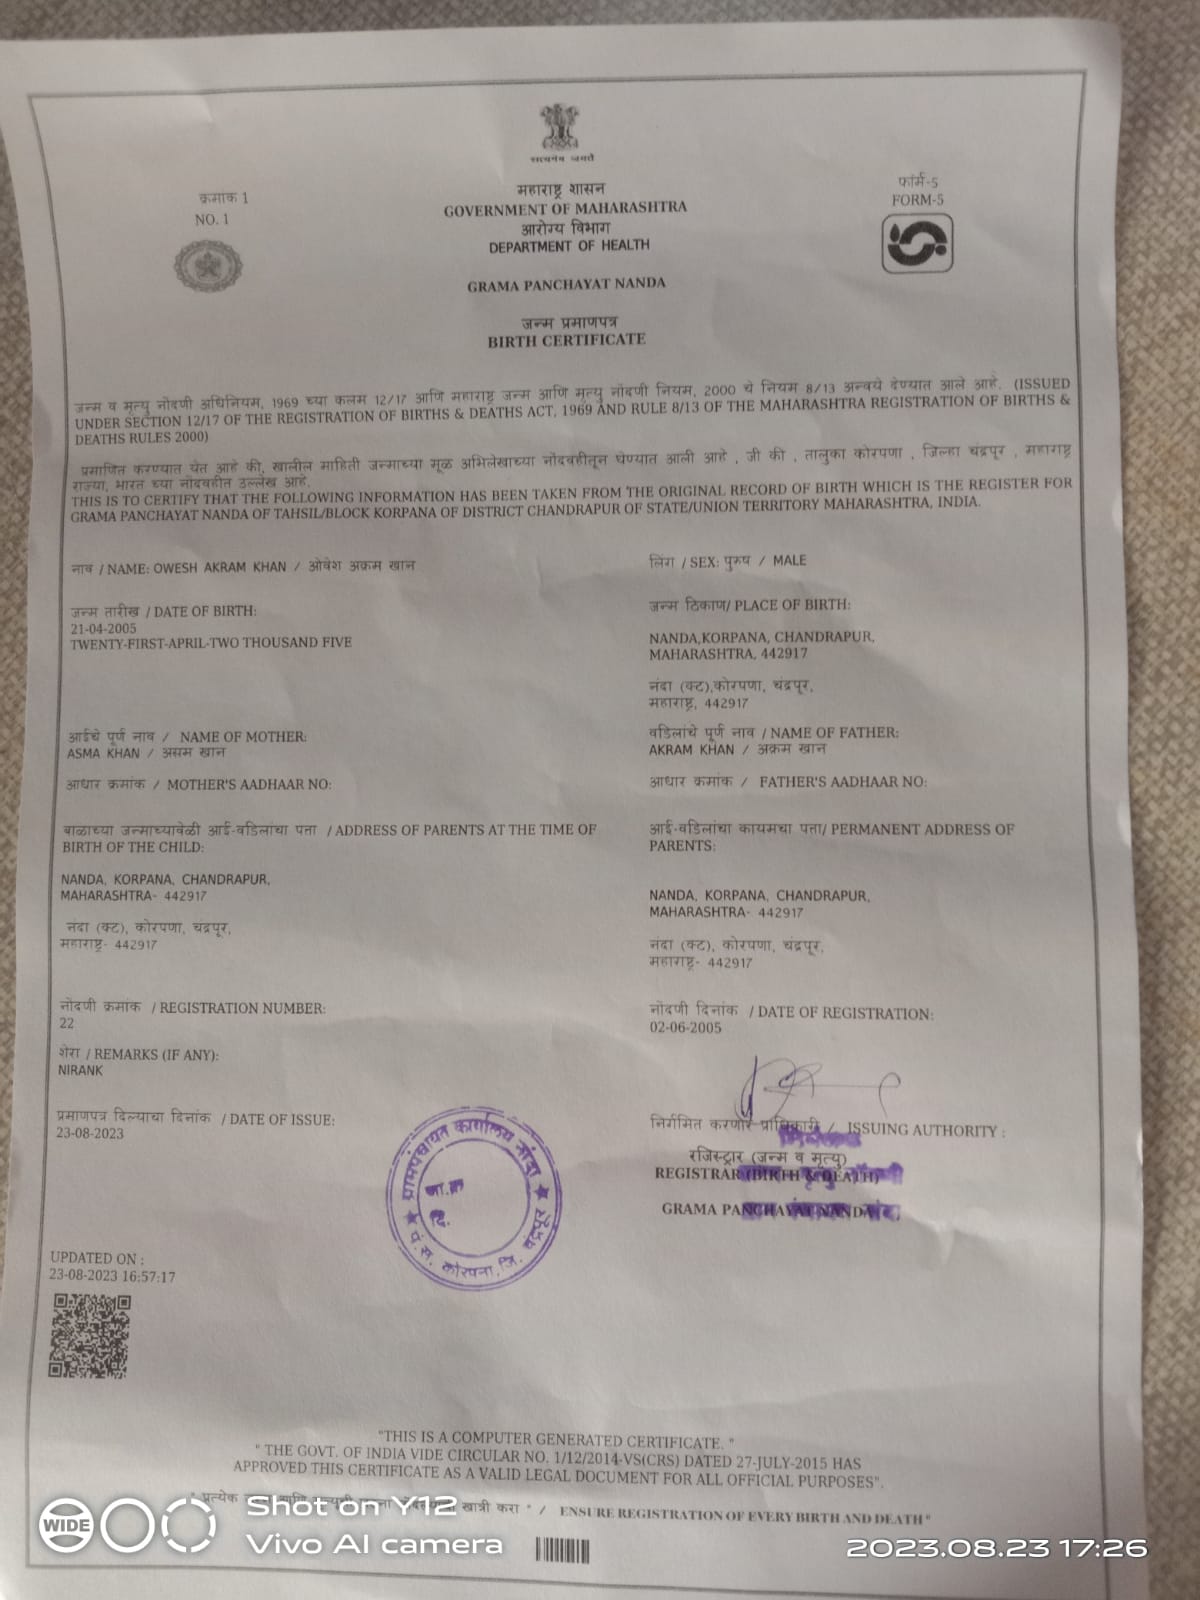 सत्यमेव जयते
क्रमांक 1
NO. 1
महाराष्ट्र शासन
GOVERNMENT OF MAHARASHTRA
आरोग्य विभाग
DEPARTMENT OF HEALTH
फॉर्म-5
FORM-5
GRAMA PANCHAYAT NANDA
जन्म प्रमाणपत्र
BIRTH CERTIFICATE
जन्म व मृत्यु नोंदणी अधिनियम, 1969 च्या कलम 12/17 आणि महाराष्ट्र जन्म आणि मृत्यु नोंदणी नियम, 2000 चे नियम 8/13 अन्वये देण्यात आले आहे. (ISSUED
UNDER SECTION 12/17 OF THE REGISTRATION OF BIRTHS & DEATHS ACT, 1969 AND RULE 8/13 OF THE MAHARASHTRA REGISTRATION OF BIRTHS &
DEATHS RULES 2000)
प्रमाणित करण्यात येत आहे की, खालील माहिती जन्माच्या मूळ अभिलेखाच्या नोंदवहीतून घेण्यात आली आहे , जी की , तालुका कोरपणा , जिल्हा चंद्रपूर , महाराष्ट्र
राज्या, भारत च्या नोंदवहीत उल्लेख आहे.
THIS IS TO CERTIFY THAT THE FOLLOWING INFORMATION HAS BEEN TAKEN FROM THE ORIGINAL RECORD OF BIRTH WHICH IS THE REGISTER FOR
GRAMA PANCHAYAT NANDA OF TAHSIL/BLOCK KORPANA OF DISTRICT CHANDRAPUR OF STATE/UNION TERRITORY MAHARASHTRA, INDIA.
नाव / NAME: OWESH AKRAM KHAN / ओवेश अक्रम खान
लिंग / SEX: पुरुष / MALE
जन्म तारीख / DATE OF BIRTH:
21-04-2005
TWENTY-FIRST-APRIL-TWO THOUSAND FIVE
जन्म ठिकाण/ PLACE OF BIRTH:
NANDA,KORPANA, CHANDRAPUR,
MAHARASHTRA, 442917
नंदा (क्ट),कोरपणा, चंद्रपूर,
महाराष्ट्र, 442917
आईचे पूर्ण नाव / NAME OF MOTHER:
ASMA KHAN / असम खान
वडिलांचे पूर्ण नाव / NAME OF FATHER:
AKRAM KHAN / अक्रम खान
आधार क्रमांक / MOTHER'S AADHAAR NO:
आधार क्रमांक / FATHER'S AADHAAR NO:
बाळाच्या जन्माच्यावेळी आई-वडिलांचा पत्ता / ADDRESS OF PARENTS AT THE TIME OF
BIRTH OF THE CHILD:
NANDA, KORPANA, CHANDRAPUR,
MAHARASHTRA- 442917
नंदा (क्ट), कोरपणा, चंद्रपूर,
महाराष्ट्र- 442917
आई-वडिलांचा कायमचा पत्ता/ PERMANENT ADDRESS OF
PARENTS:
NANDA, KORPANA, CHANDRAPUR,
MAHARASHTRA- 442917
नंदा (क्ट), कोरपणा, चंद्रपूर,
महाराष्ट्र- 442917
नोंदणी क्रमांक / REGISTRATION NUMBER:
22
नोंदणी दिनांक / DATE OF REGISTRATION:
02-06-2005
शेरा / REMARKS (IF ANY):
NIRANK
प्रमाणपत्र दिल्याचा दिनांक / DATE OF ISSUE:
23-08-2023
ग्रामपंचायत कार्यालय नांदा
जा.क्र
दि.
पं.स. कोरपना, जि. चंद्रपूर
निर्गमित करणारे प्राधिकारी / ISSUING AUTHORITY :
रजिस्ट्रार (जन्म व मृत्यु)
REGISTRAR (BIRTH & DEATH)
GRAMA PANCHAYAT NANDA
UPDATED ON :
23-08-2023 16:57:17
"THIS IS A COMPUTER GENERATED CERTIFICATE. "
" THE GOVT. OF INDIA VIDE CIRCULAR NO. 1/12/2014-VS(CRS) DATED 27-JULY-2015 HAS
APPROVED THIS CERTIFICATE AS A VALID LEGAL DOCUMENT FOR ALL OFFICIAL PURPOSES".
" प्रत्येक खात्री करा " / ENSURE REGISTRATION OF EVERY BIRTH AND DEATH "
WIDE
Shot on Y12
Vivo AI camera
2023.08.23 17:26